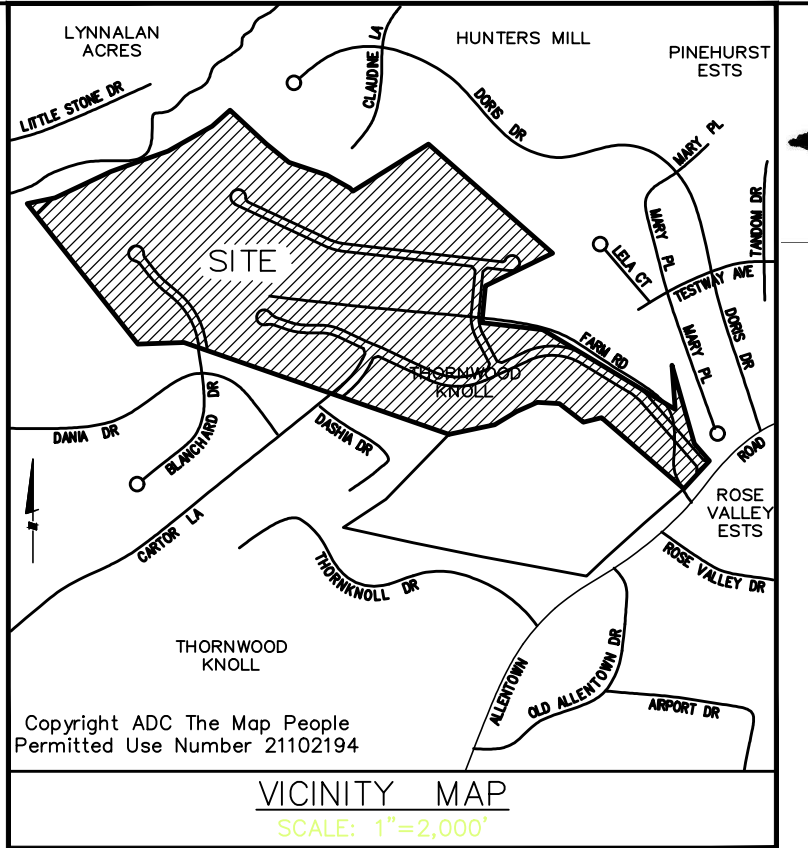 LYNNALAN
ACRES
HUNTERS MILL
PINEHURST
ESTS
CLAUDINE LA
LITTLE STONE DR
DORIS DR
MARY PL
MARY PL
TANDOM DR
SITE
LELA CT
TESTWAY AVE
MARY PL
DORIS DR
FARM RD
THORNWOOD
KNOLL
DANIA DR
BLANCHARD DR
DASHIA DR
ROAD
CARTOR LA
ROSE
VALLEY
ESTS
THORNKNOLL DR
ROSE VALLEY DR
THORNWOOD
KNOLL
ALLENTOWN
OLD ALLENTOWN DR
AIRPORT DR
Copyright ADC The Map People
Permitted Use Number 21102194
VICINITY MAP
SCALE: 1"=2,000'